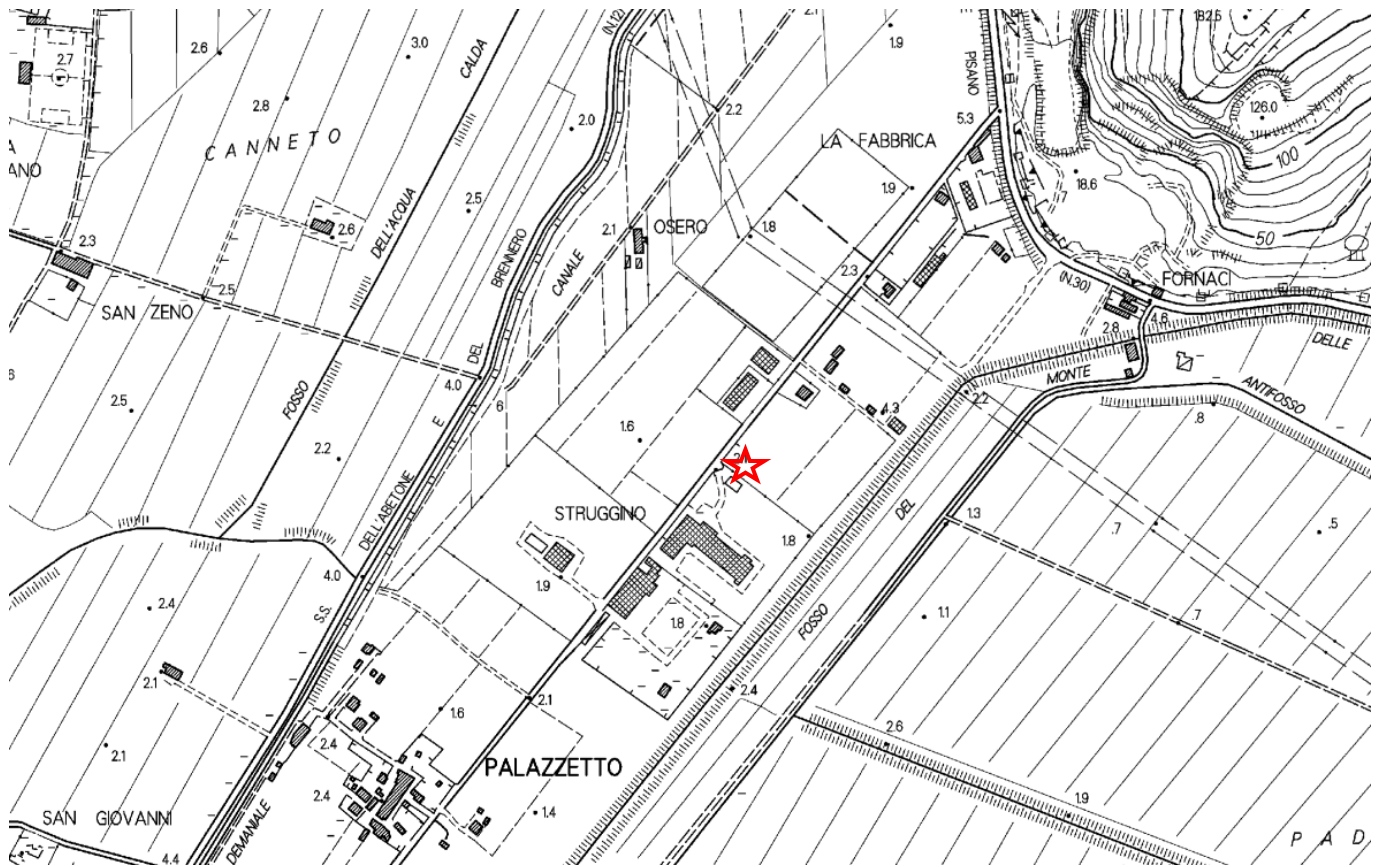 2.7
2.6
3.0
CALDA
(N.12)
2.1
1.9
PISANO
182.5
2.8
CANNETO
2.0
2.2
5.3
LA FABBRICA
126.0
100
ANO
DELL'ACQUA
2.5
2.6
1.9
18.6
50
2.3
2.1
OSERO
1.8
SAN ZENO
2.5
BRENNERO
CANALE
2.3
(N.30)
FORNACI
4.6
2.8
DELLE
DEL
MONTE
4.0
FOSSO
2.5
6
6
E
1.6
4.3
2.2
ANTIFOSSO
.8
2.2
DELL'ABETONE
STRUGGINO
1.8
DEL
1.3
.7
.5
4.0
1.9
2.4
S.S.
1.8
FOSSO
1.1
.7
2.1
1.6
2.1
2.4
2.6
2.1
2.4
PALAZZETTO
2.4
1.4
1.9
SAN GIOVANNI
4.4
DEMANIALE
PAD